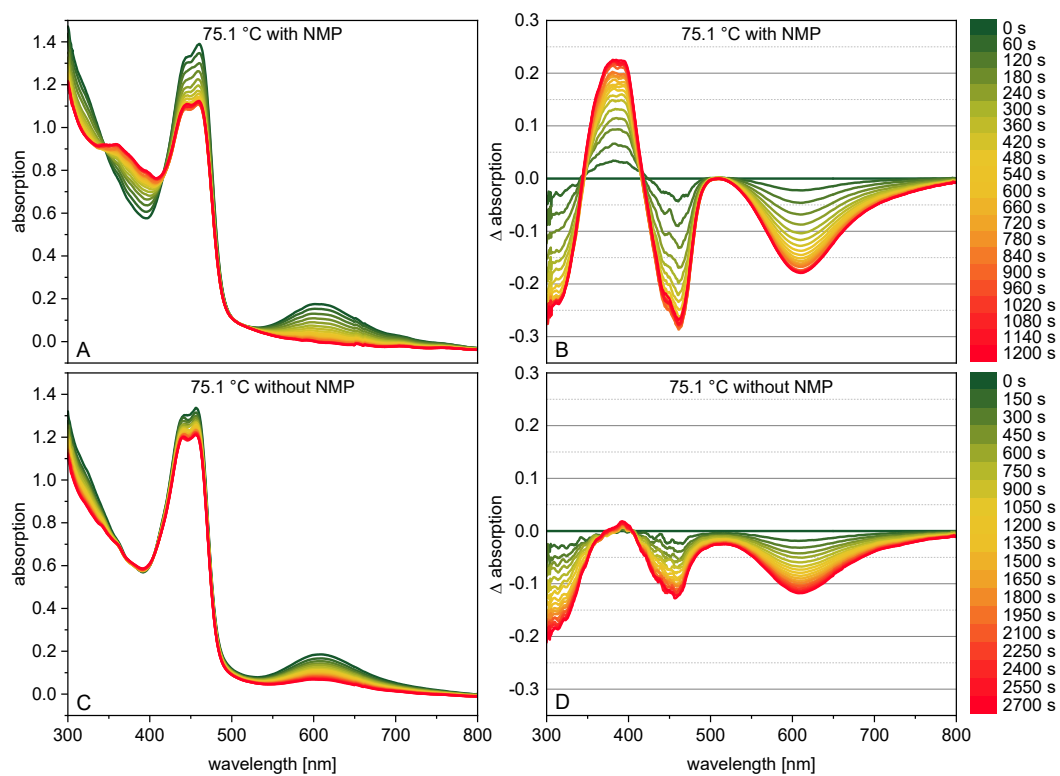 75.1 °C with NMP
absorption
1.4
1.2
1.0
0.8
0.6
0.4
0.2
0.0
A
75.1 °C with NMP
Δ absorption
0.3
0.2
0.1
0.0
-0.1
-0.2
-0.3
B
0 s
60 s
120 s
180 s
240 s
300 s
360 s
420 s
480 s
540 s
600 s
660 s
720 s
780 s
840 s
900 s
960 s
1020 s
1080 s
1140 s
1200 s
75.1 °C without NMP
absorption
1.4
1.2
1.0
0.8
0.6
0.4
0.2
0.0
C
300 400 500 600 700 800
wavelength [nm]
75.1 °C without NMP
Δ absorption
0.3
0.2
0.1
0.0
-0.1
-0.2
-0.3
D
300 400 500 600 700 800
wavelength [nm]
0 s
150 s
300 s
450 s
600 s
750 s
900 s
1050 s
1200 s
1500 s
1650 s
1800 s
1950 s
2100 s
2250 s
2400 s
2550 s
2700 s